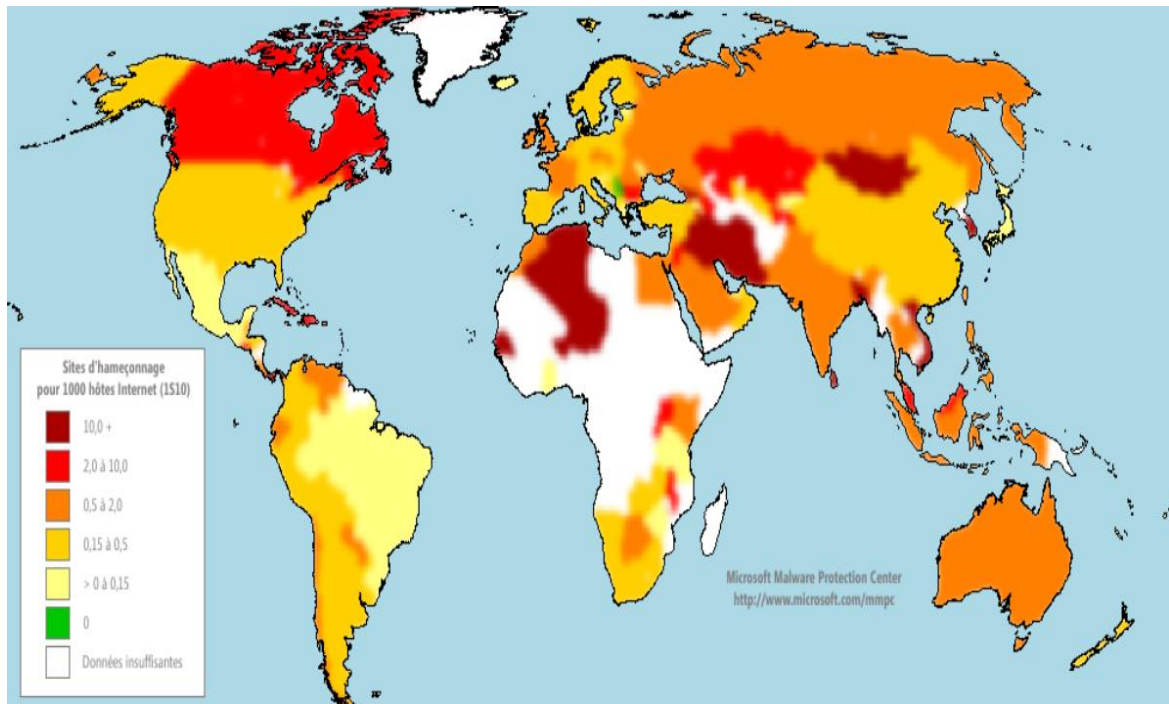 Sites d'hameçonnage
pour 1000 hôtes Internet (1S10)
10,0 +
2,0 à 10,0
0,5 à 2,0
0,15 à 0,5
> 0 à 0,15
0
Données insuffisantes
Microsoft Malware Protection Center
http://www.microsoft.com/mmpc